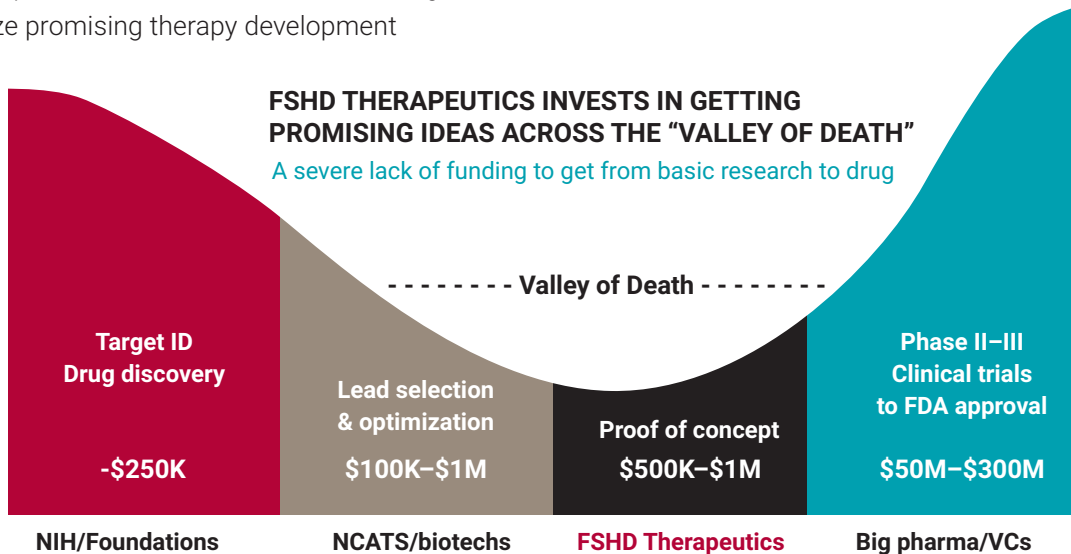 ze promising therapy development
FSHD THERAPEUTICS INVESTS IN GETTING
PROMISING IDEAS ACROSS THE “VALLEY OF DEATH”
A severe lack of funding to get from basic research to drug
- - - - - - - - Valley of Death - - - - - - - -
Target ID
Drug discovery
-$250K
Lead selection
& optimization
$100K–$1M
Proof of concept
$500K–$1M
Phase II–III
Clinical trials
to FDA approval
$50M–$300M
NIH/Foundations
NCATS/biotechs
FSHD Therapeutics
Big pharma/VCs